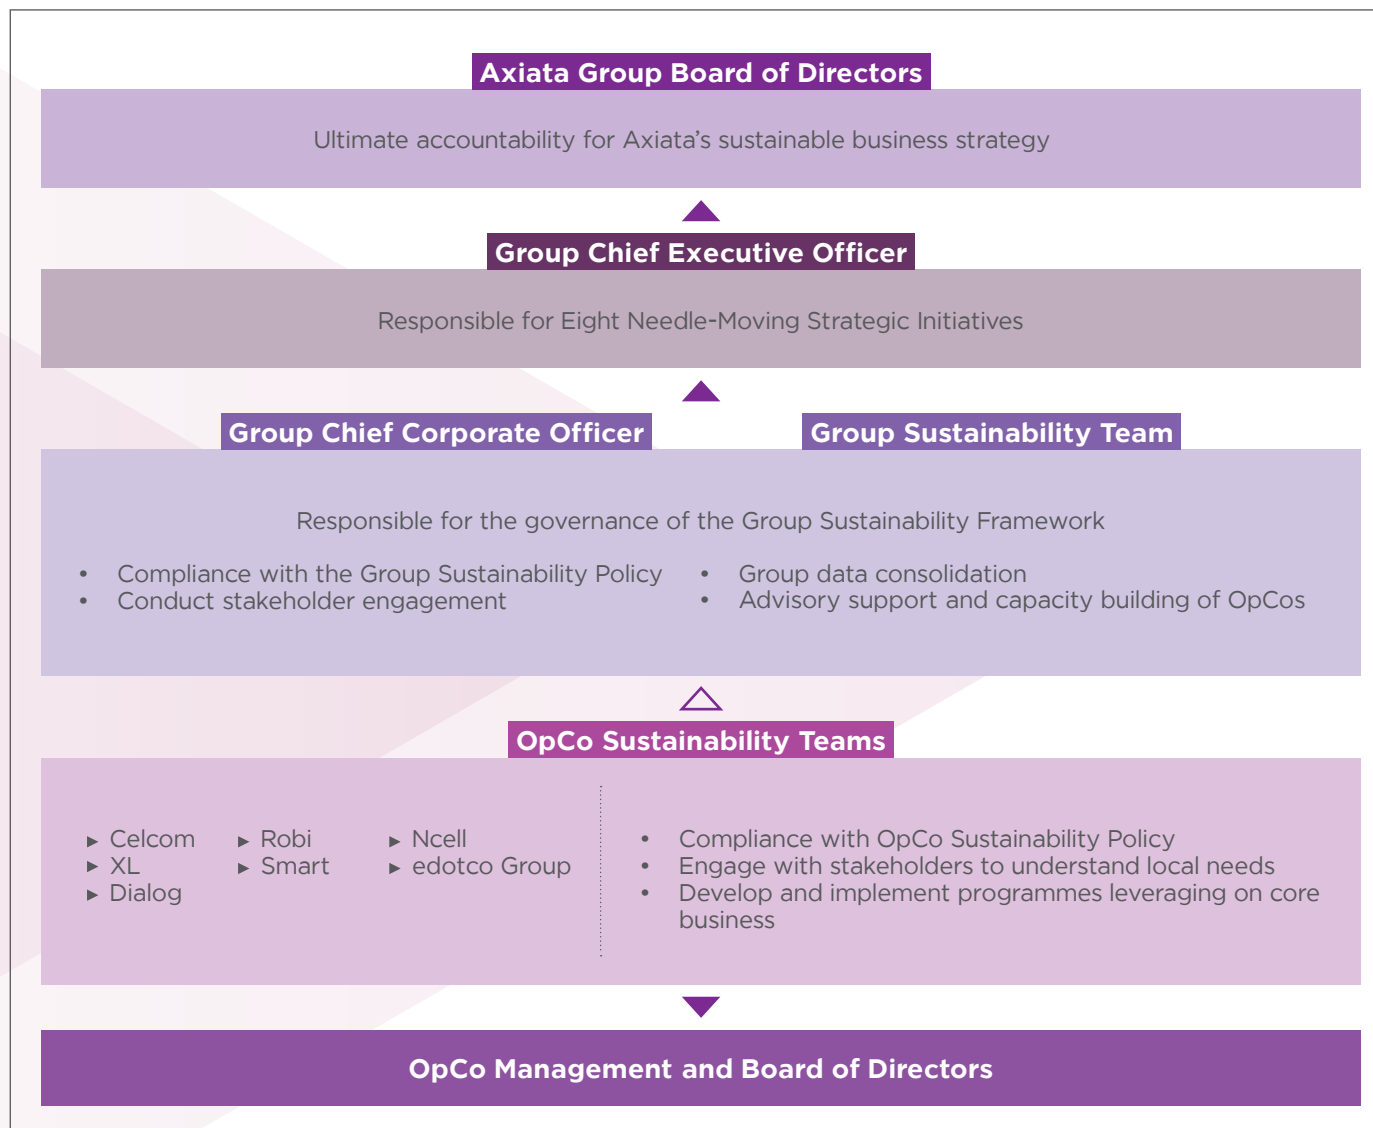 Axiata Group Board of Directors
Ultimate accountability for Axiata’s sustainable business strategy
Group Chief Executive Officer
Responsible for Eight Needle-Moving Strategic Initiatives
Group Chief Corporate Officer
Group Sustainability Team
Responsible for the governance of the Group Sustainability Framework
• Compliance with the Group Sustainability Policy
• Conduct stakeholder engagement
• Group data consolidation
• Advisory support and capacity building of OpCos
OpCo Sustainability Teams
► Celcom
► XL
► Dialog
► Robi
► Smart
► Ncell
► edotco Group
• Compliance with OpCo Sustainability Policy
• Engage with stakeholders to understand local needs
• Develop and implement programmes leveraging on core
business
OpCo Management and Board of Directors